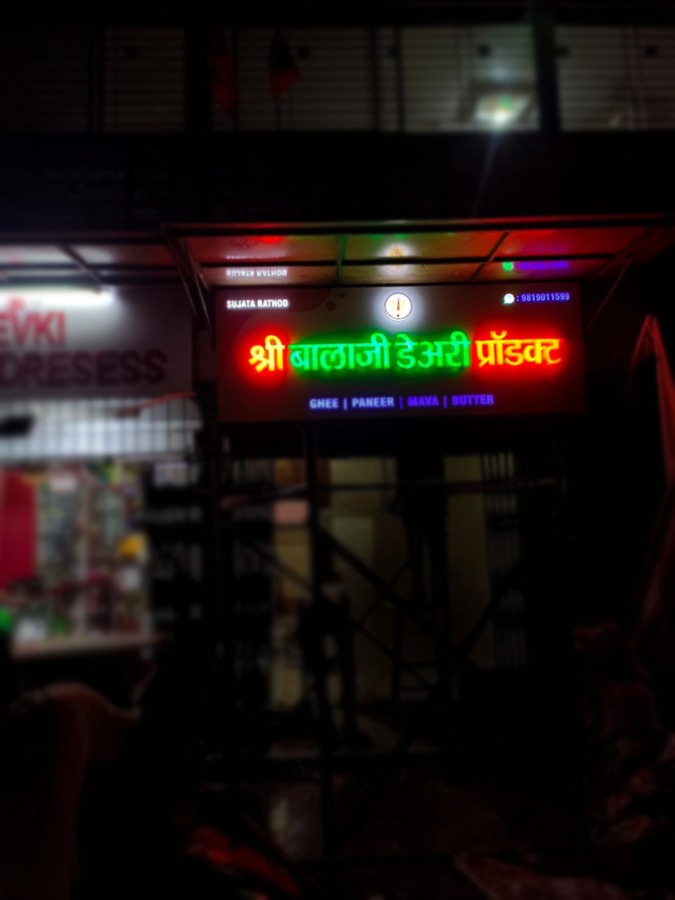 SUJATA RATHOD
: 9819011599
श्री बालाजी डेअरी प्रॉडक्ट
GHEE | PANEER | MAVA | BUTTER
EVKI
DRESESS